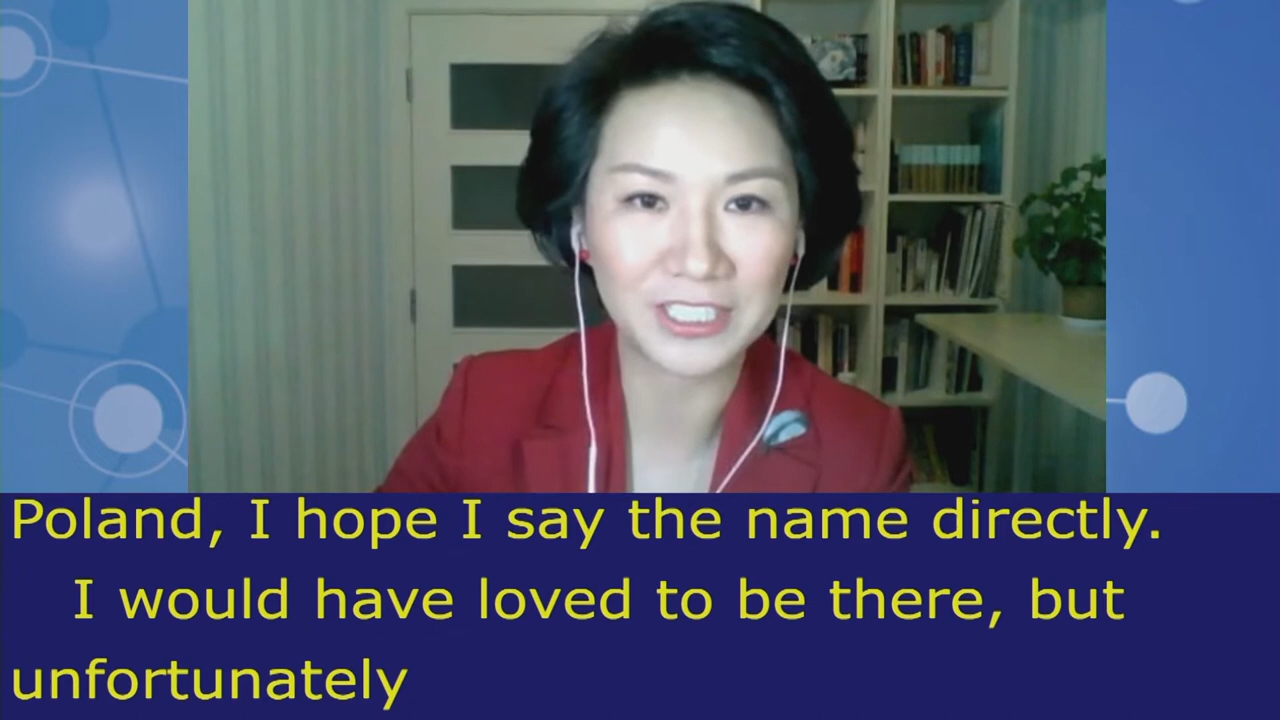 Poland, I hope I say the name directly.
I would have loved to be there, but
unfortunately